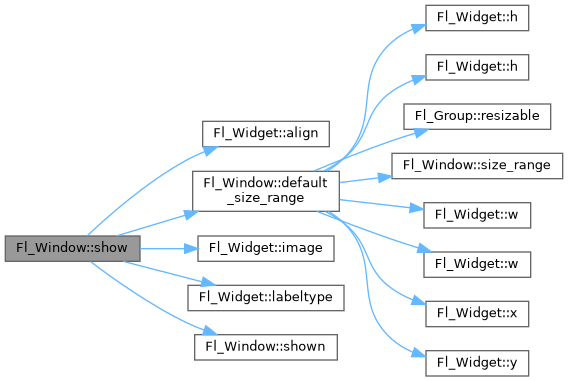 Fl_Window::show
Fl_Widget::align
Fl_Window::default
_size_range
Fl_Widget::image
Fl_Widget::labeltype
Fl_Window::shown
Fl_Widget::h
Fl_Widget::h
Fl_Group::resizable
Fl_Window::size_range
Fl_Widget::w
Fl_Widget::w
Fl_Widget::x
Fl_Widget::y